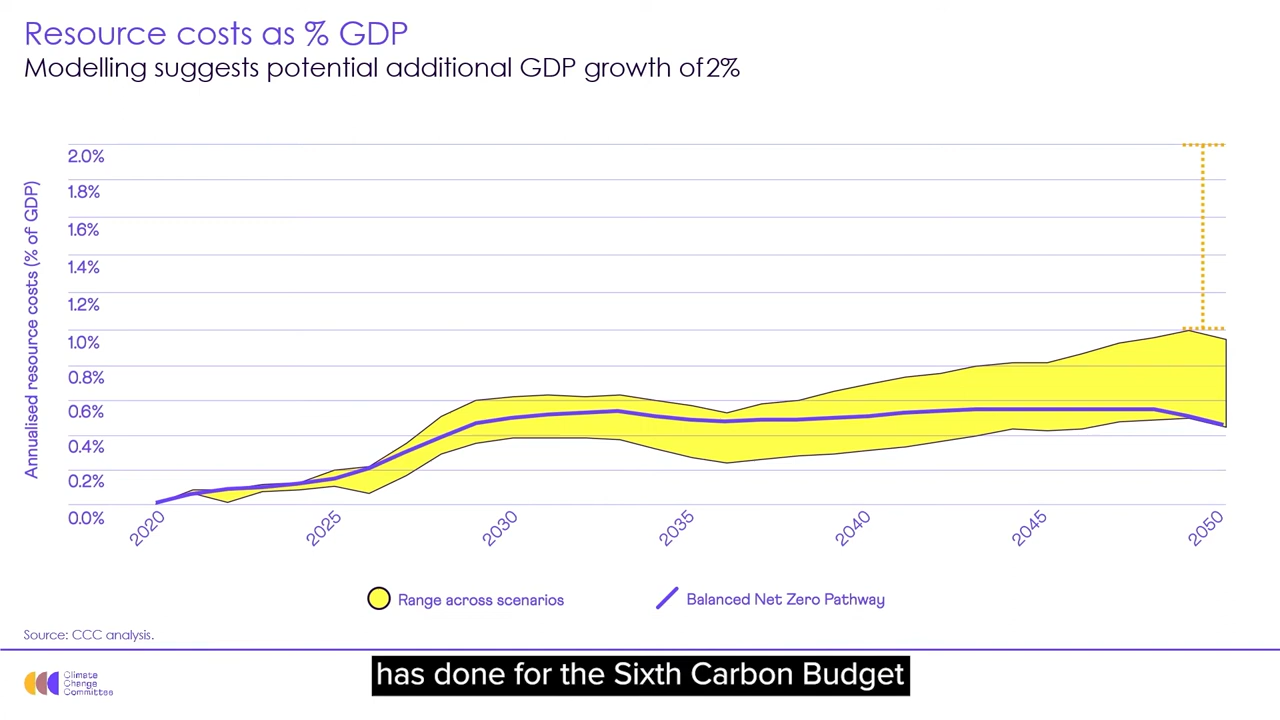 Resource costs as % GDP
Modelling suggests potential additional GDP growth of 2%
Annualised resource costs (% of GDP)
2.0%
1.8%
1.6%
1.4%
1.2%
1.0%
0.8%
0.6%
0.4%
0.2%
0.0%
2020
2025
2030
2035
2040
2045
2050
Range across scenarios
Balanced Net Zero Pathway
Source: CCC analysis.
Climate
Change
Committee
has done for the Sixth Carbon Budget